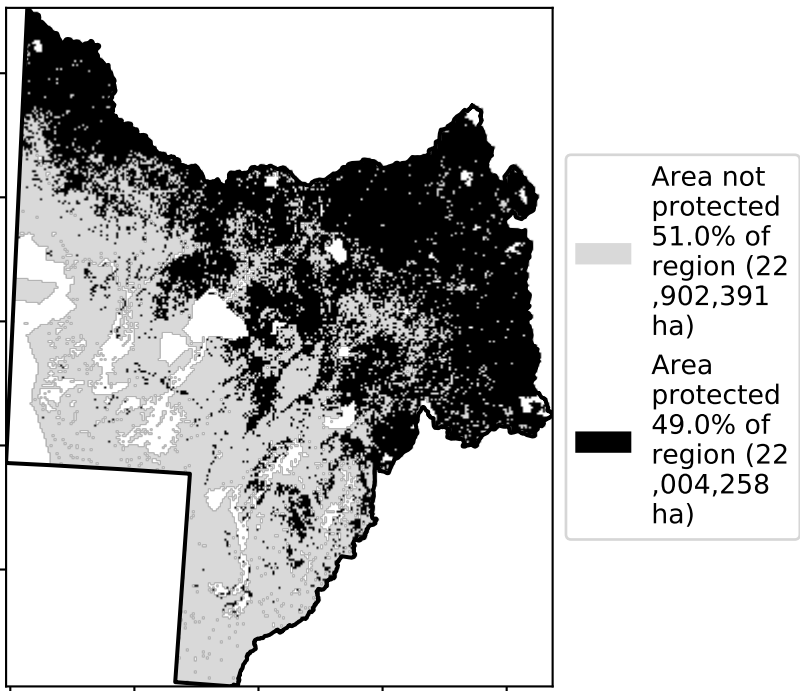 Area not
protected
51.0% of
region (22
,902,391
ha)
Area
protected
49.0% of
region (22
,004,258
ha)